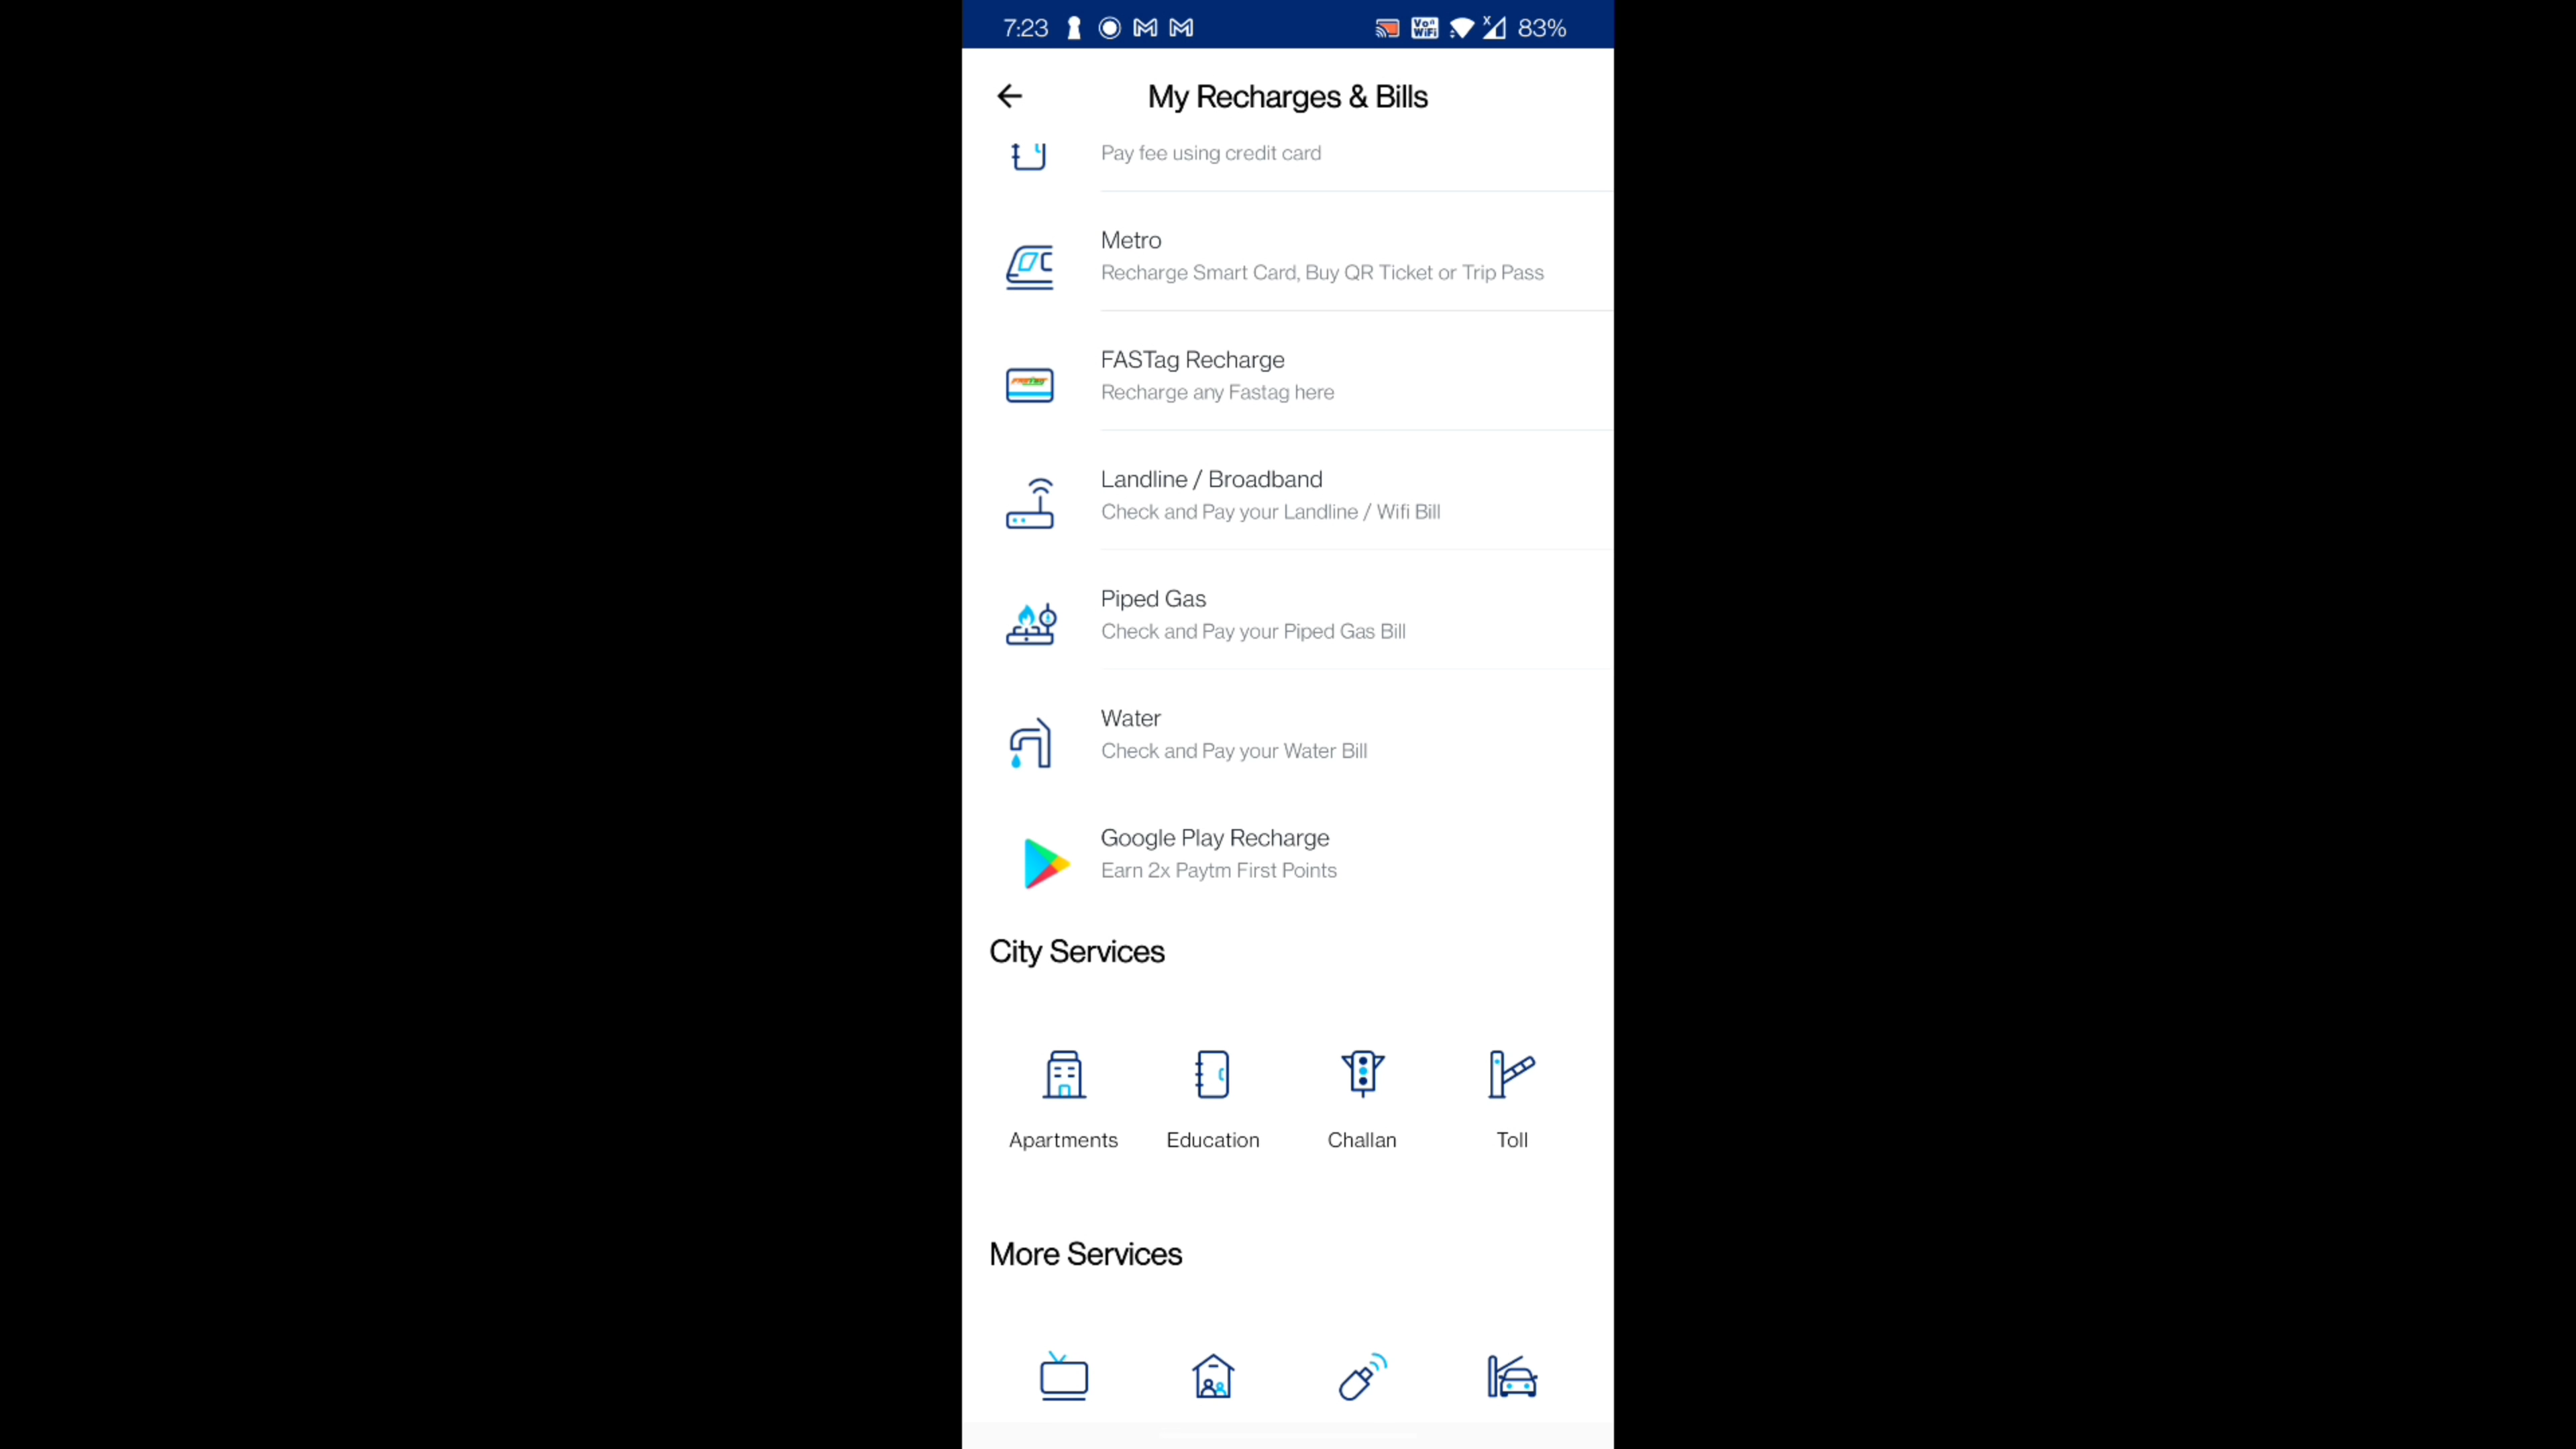 7:23
Vo
WiFi
X
83%
My Recharges & Bills
Pay fee using credit card
Metro
Recharge Smart Card, Buy QR Ticket or Trip Pass
FASTag Recharge
Recharge any Fastag here
Landline / Broadband
Check and Pay your Landline / Wifi Bill
Piped Gas
Check and Pay your Piped Gas Bill
Water
Check and Pay your Water Bill
Google Play Recharge
Earn 2x Paytm First Points
City Services
Apartments
Education
Challan
Toll
More Services